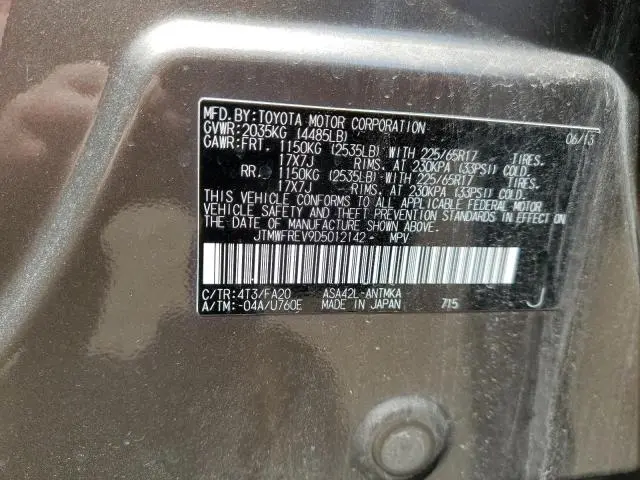 MFD.BY:TOYOTA MOTOR CORPORATION 06/13
GVWR:2035KG (4485LB)
GAWR:FRT. 1150KG (2535LB) WITH 225/65R17 TIRES.
17X7J RIMS. AT 230KPA (33PSI) COLD.
RR. 1150KG (2535LB) WITH 225/65R17 TIRES.
17X7J RIMS. AT 230KPA (33PSI) COLD.
THIS VEHICLE CONFORMS TO ALL APPLICABLE FEDERAL MOTOR
VEHICLE SAFETY AND THEFT PREVENTION STANDARDS IN EFFECT ON
THE DATE OF MANUFACTURE SHOWN ABOVE.
JTMWFREV9D5012142 - MPV
C/TR:4T3/FA20 ASA42L-ANTMKA
A/TM:-04A/U760E MADE IN JAPAN 715 J